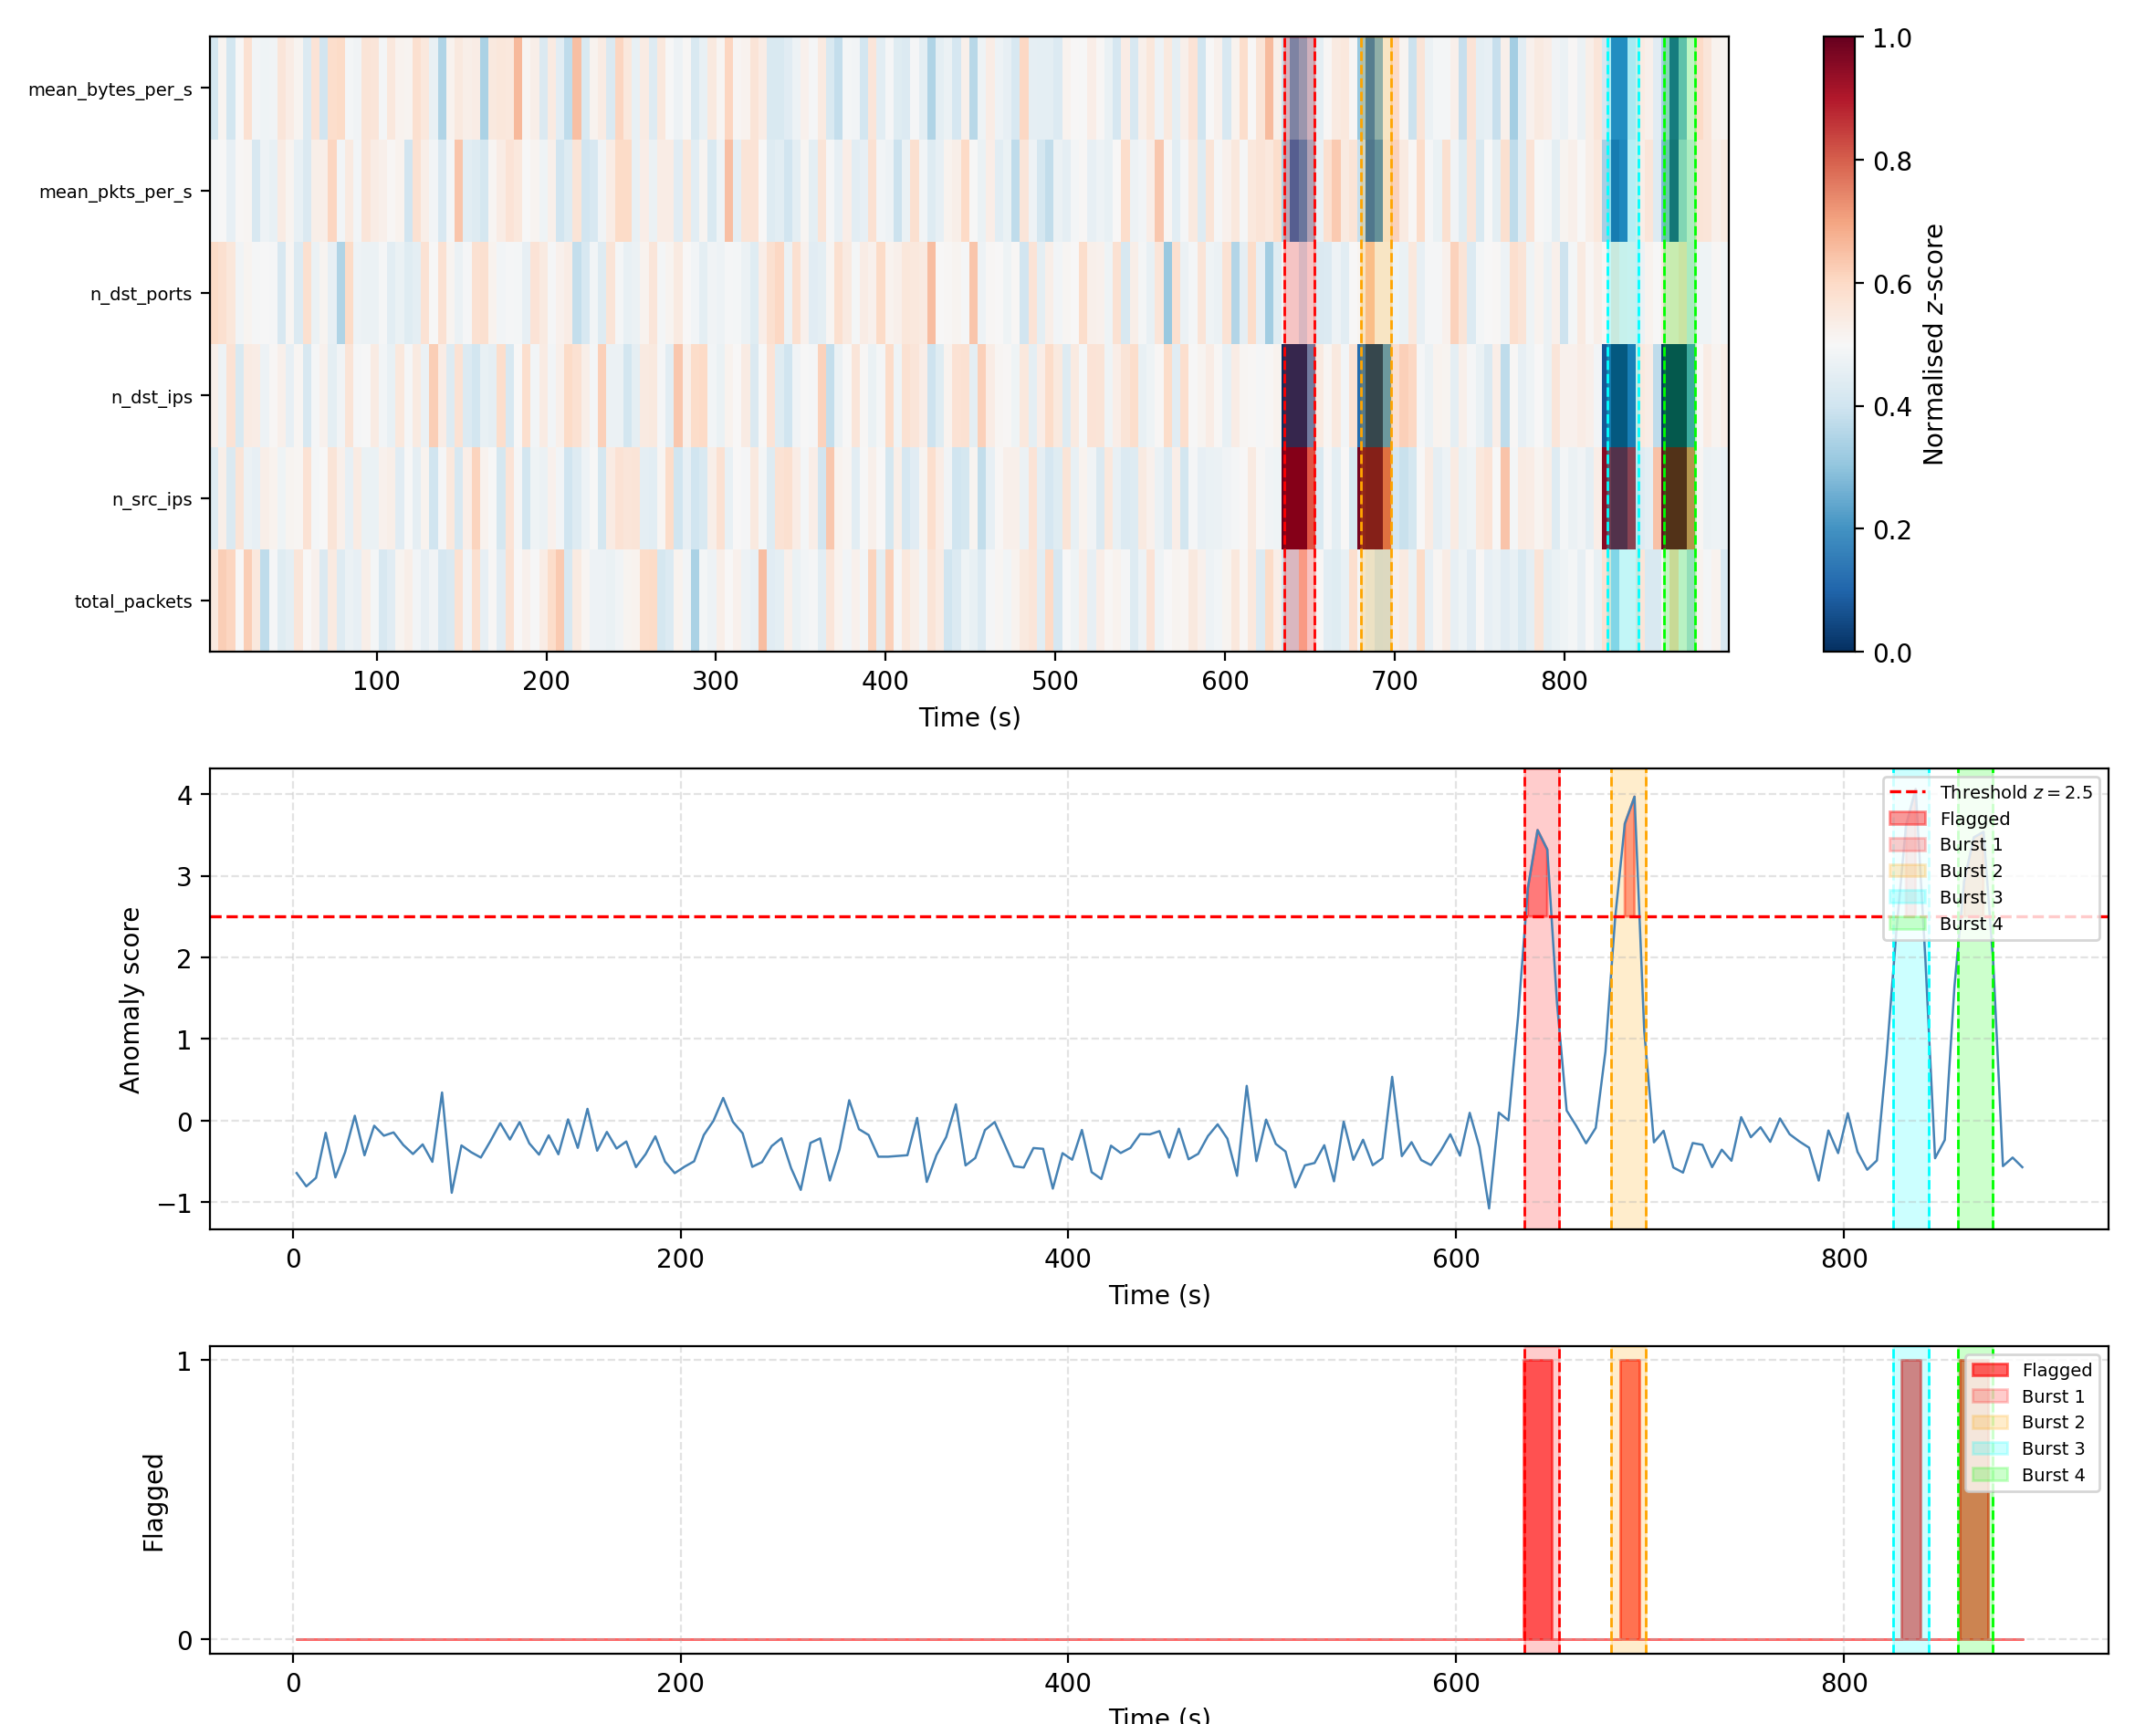 mean_bytes_per_s
mean_pkts_per_s
n_dst_ports
n_dst_ips
n_src_ips
total_packets
100 200 300 400 500 600 700 800
Time (s)
1.0
0.8
0.6
0.4
0.2
0.0
Normalised z-score
4
3
2
1
0
−1
Anomaly score
Threshold z = 2.5
Flagged
Burst 1
Burst 2
Burst 3
Burst 4
0 200 400 600 800
Time (s)
1
0
Flagged
Flagged
Burst 1
Burst 2
Burst 3
Burst 4
0 200 400 600 800
Time (s)